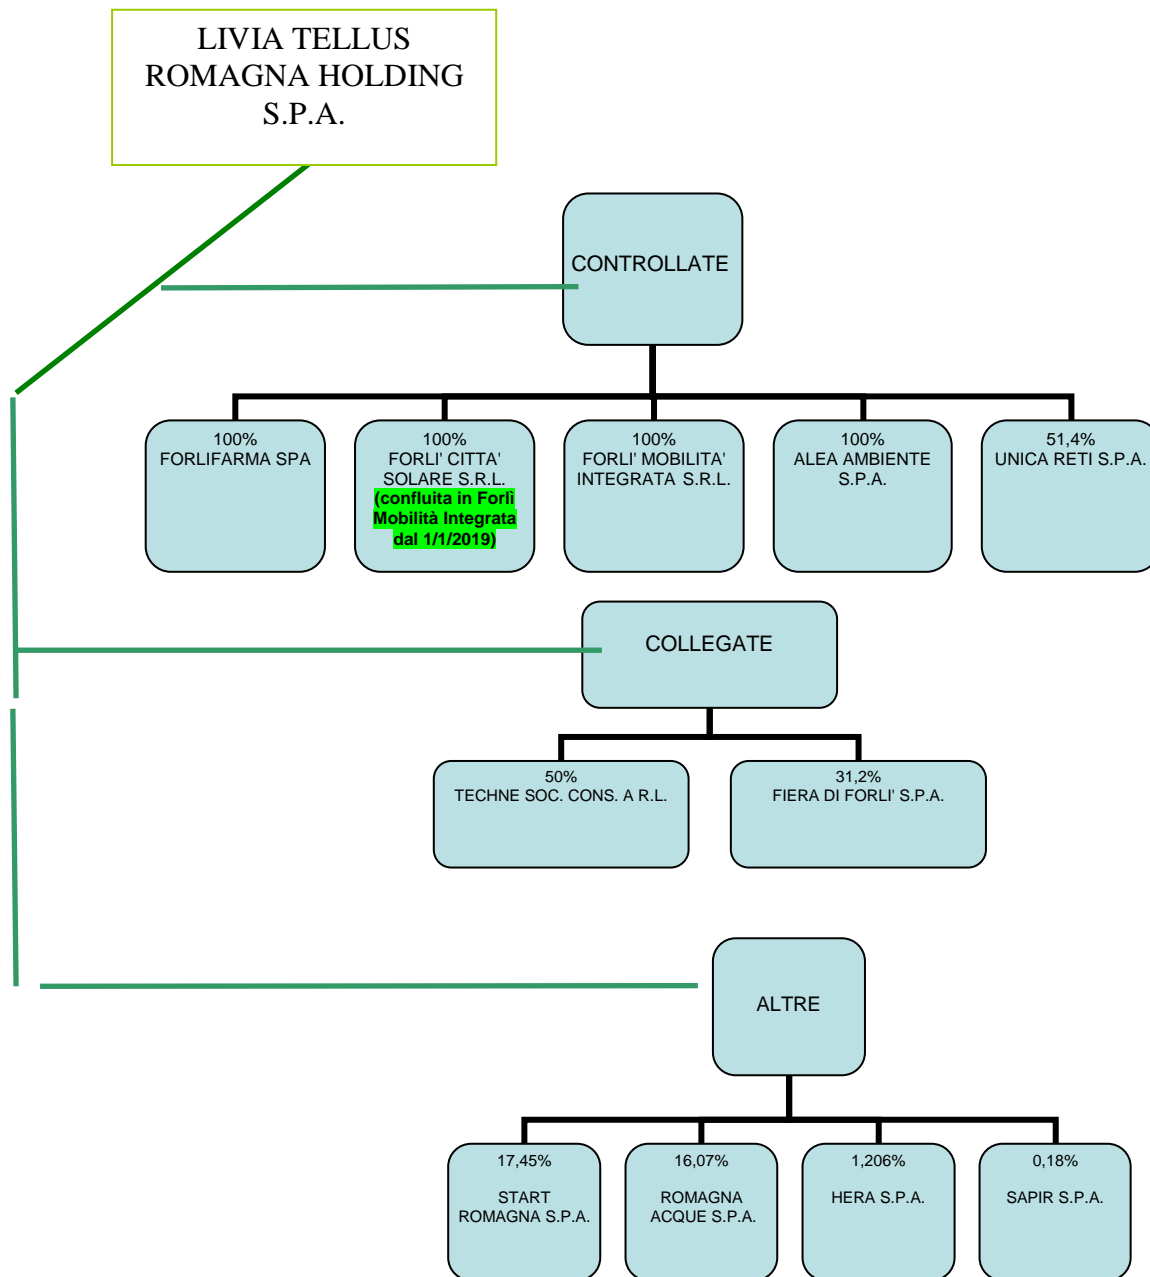 LIVIA TELLUS
ROMAGNA HOLDING
S.P.A.
CONTROLLATE
100%
FORLIFARMA SPA
100%
FORLI' CITTA'
SOLARE S.R.L.
(confluita in Forlì
Mobilità Integrata
dal 1/1/2019)
100%
FORLI' MOBILITA'
INTEGRATA S.R.L.
100%
ALEA AMBIENTE
S.P.A.
51,4%
UNICA RETI S.P.A.
COLLEGATE
50%
TECHNE SOC. CONS. A R.L.
31,2%
FIERA DI FORLI' S.P.A.
ALTRE
17,45%
START
ROMAGNA S.P.A.
16,07%
ROMAGNA
ACQUE S.P.A.
1,206%
HERA S.P.A.
0,18%
SAPIR S.P.A.